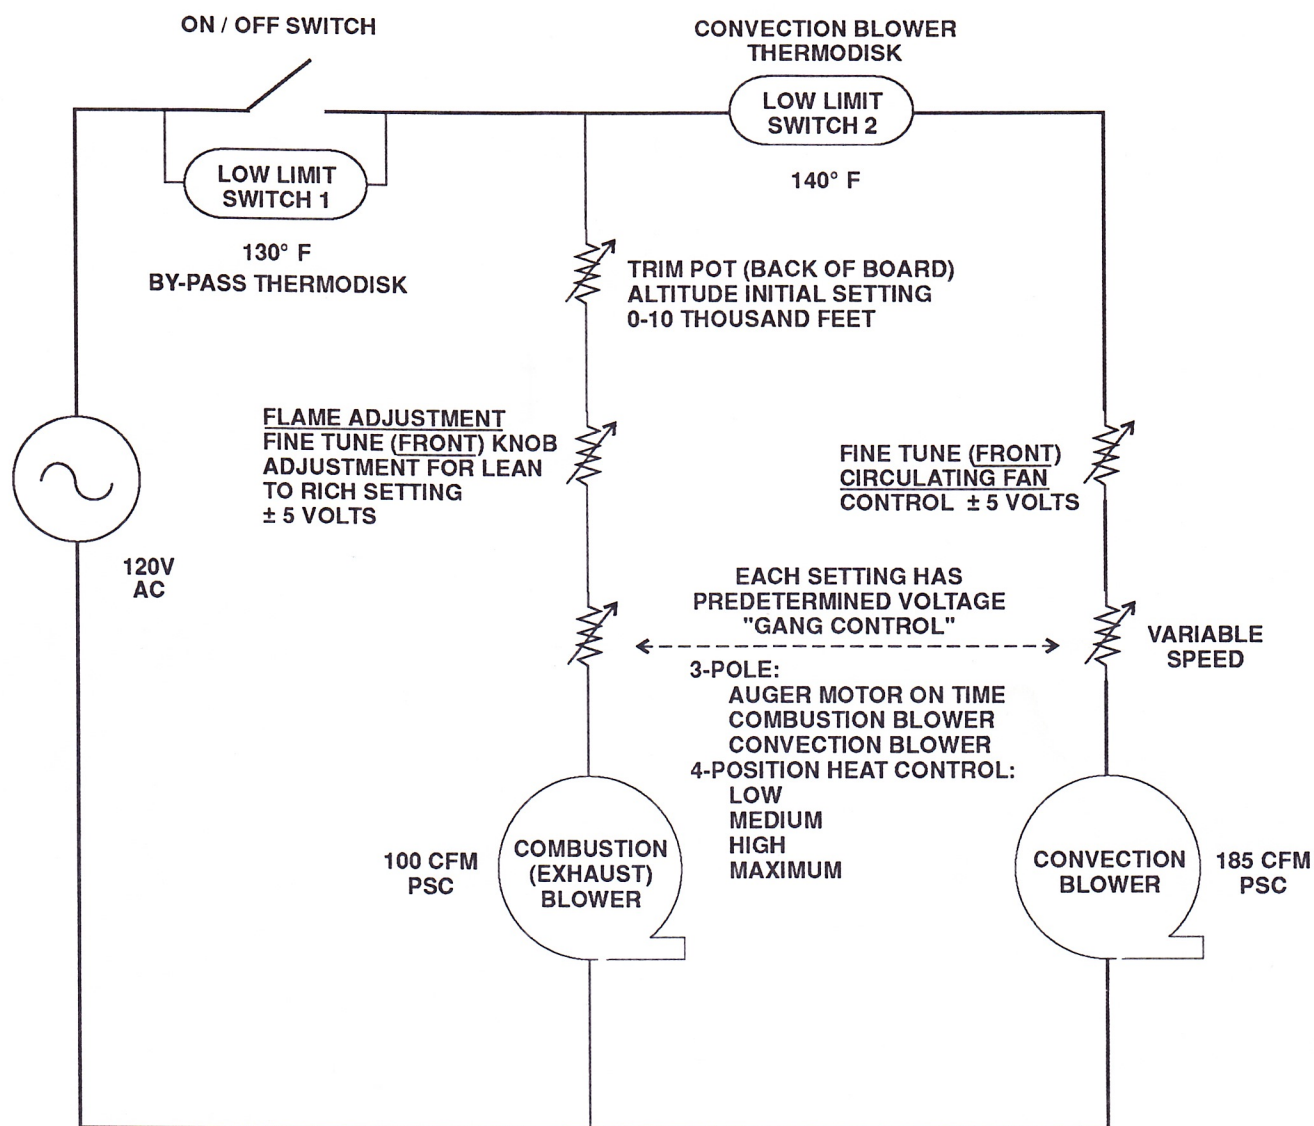 ON / OFF SWITCH
CONVECTION BLOWER
THERMODISK
LOW LIMIT
SWITCH 2
140° F
LOW LIMIT
SWITCH 1
130° F
BY-PASS THERMODISK
TRIM POT (BACK OF BOARD)
ALTITUDE INITIAL SETTING
0-10 THOUSAND FEET
FLAME ADJUSTMENT
FINE TUNE (FRONT) KNOB
ADJUSTMENT FOR LEAN
TO RICH SETTING
± 5 VOLTS
FINE TUNE (FRONT)
CIRCULATING FAN
CONTROL ± 5 VOLTS
120V
AC
EACH SETTING HAS
PREDETERMINED VOLTAGE
"GANG CONTROL"
VARIABLE
SPEED
3-POLE:
AUGER MOTOR ON TIME
COMBUSTION BLOWER
CONVECTION BLOWER
4-POSITION HEAT CONTROL:
LOW
MEDIUM
HIGH
MAXIMUM
100 CFM
PSC
COMBUSTION
(EXHAUST)
BLOWER
CONVECTION
BLOWER
185 CFM
PSC